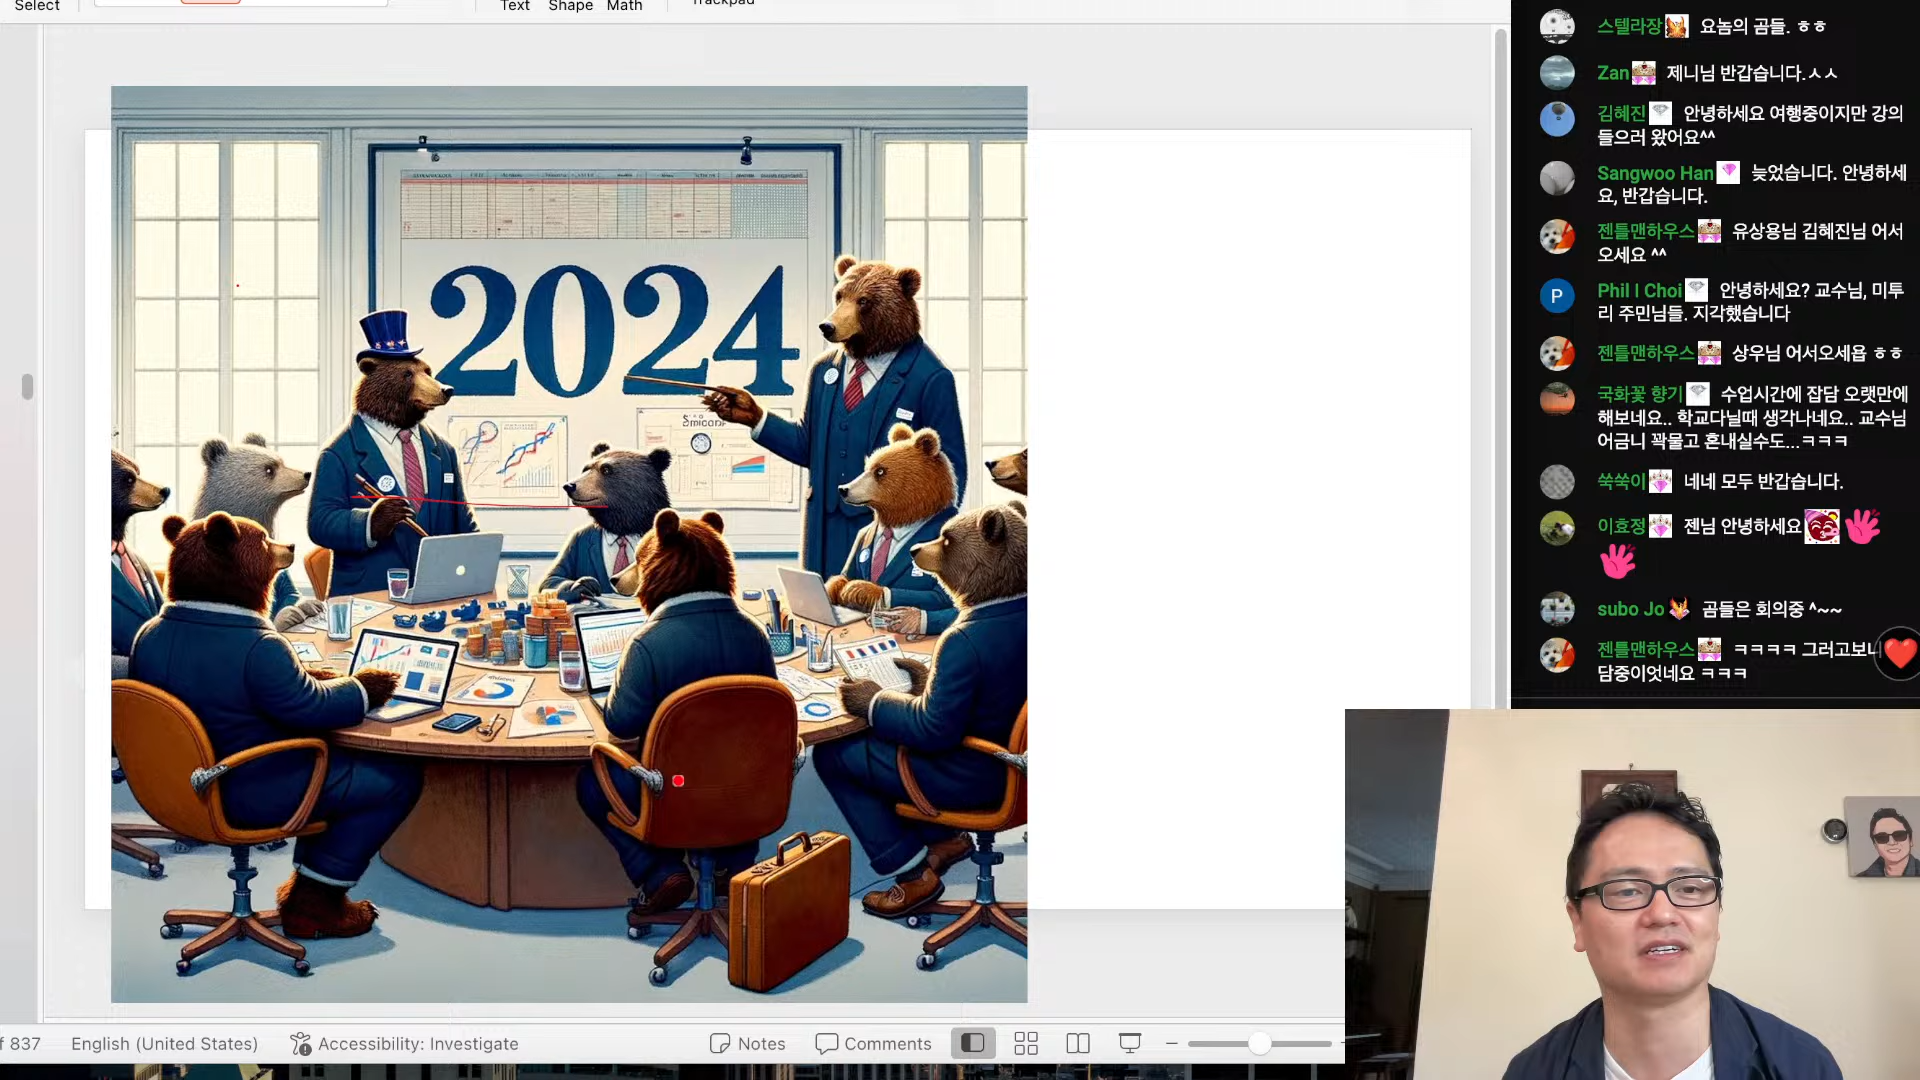 Select
Text Shape Math
Trackpad
2024
스텔라장 요놈의 곰들. ㅎㅎ
Zan 제니님 반갑습니다.ㅅㅅ
김혜진 안녕하세요 여행중이지만 강의
들으러 왔어요^^
Sangwoo Han 늦었습니다. 안녕하세
요, 반갑습니다.
젠틀맨하우스 유상용님 김혜진님 어서
오세요 ^^
P
Phil I Choi 안녕하세요? 교수님, 미투
리 주민님들. 지각했습니다
젠틀맨하우스 상우님 어서오세욥 ㅎㅎ
국화꽃 향기 수업시간에 잡담 오랫만에
해보네요.. 학교다닐때 생각나네요.. 교수님
어금니 꽉물고 혼내실수도...ㅋㅋㅋ
쑥쑥이 네네 모두 반갑습니다.
이효정 젠님 안녕하세요
subo Jo 곰들은 회의중 ^~~
젠틀맨하우스 ㅋㅋㅋㅋ 그러고보니
담중이엇네요 ㅋㅋㅋ
f 837 English (United States) Accessibility: Investigate Notes Comments